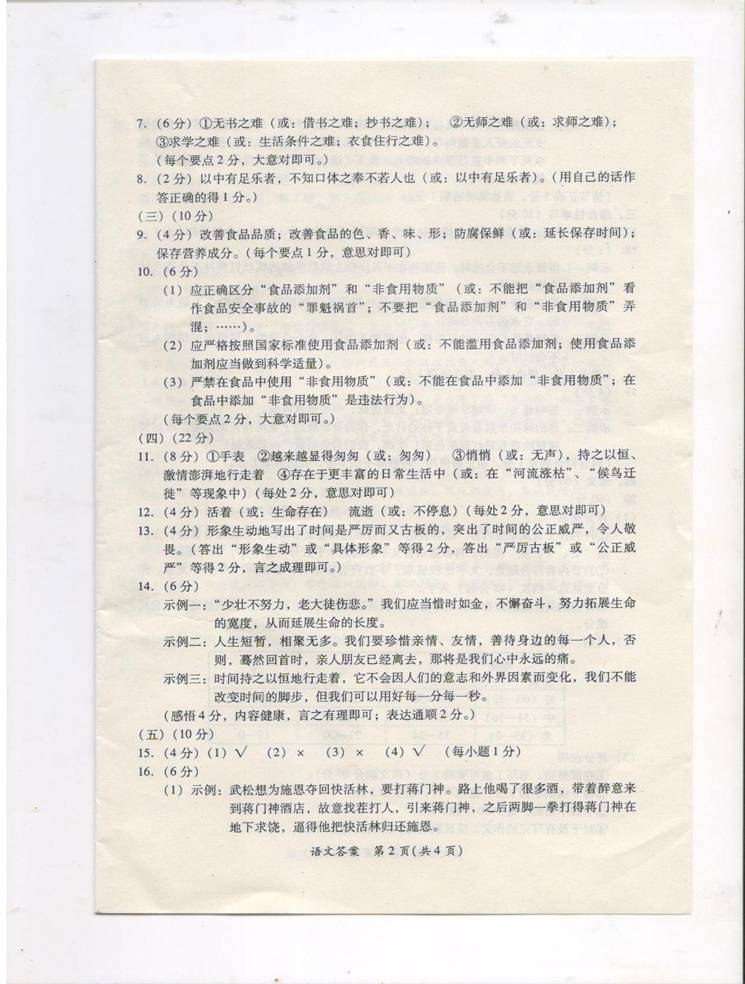 7. (6 分) ①无书之难（或：借书之难；抄书之难）； ②无师之难（或：求师之难）；
③求学之难（或：生活条件之难；衣食住行之难）。
（每个要点 2 分，大意对即可。）
8. (2 分) 以中有足乐者，不知口体之奉不若人也（或：以中有足乐者）。（用自己的话作
答正确的得 1 分。）
（三）（10 分）
9. (4 分) 改善食品品质；改善食品的色、香、味、形；防腐保鲜（或：延长保存时间）；
保存营养成分。（每个要点 1 分，意思对即可）
10. (6 分)
(1) 应正确区分“食品添加剂”和“非食用物质”（或：不能把“食品添加剂”看
作食品安全事故的“罪魁祸首”；不要把“食品添加剂”和“非食用物质”弄
混；……）。
(2) 应严格按照国家标准使用食品添加剂（或：不能滥用食品添加剂；使用食品添
加剂应当做到科学适量）。
(3) 严禁在食品中使用“非食用物质”（或：不能在食品中添加“非食用物质”；在
食品中添加“非食用物质”是违法行为）。
（每个要点 2 分，大意对即可。）
（四）（22 分）
11. (8 分) ①手表 ②越来越显得匆匆（或：匆匆） ③悄悄（或：无声），持之以恒、
激情澎湃地行走着 ④存在于更丰富的日常生活中（或：在“河流涨枯”、“候鸟迁
徙”等现象中）（每处 2 分，意思对即可）
12. (4 分) 活着（或：生命存在） 流逝（或：不停息）（每处 2 分，意思对即可）
13. (4 分) 形象生动地写出了时间是严厉而又古板的，突出了时间的公正威严，令人敬
畏。（答出“形象生动”或“具体形象”等得 2 分，答出“严厉古板”或“公正威
严”等得 2 分，言之成理即可。）
14. (6 分)
示例一：“少壮不努力，老大徒伤悲。”我们应当惜时如金，不懈奋斗，努力拓展生命
的宽度，从而延展生命的长度。
示例二：人生短暂，相聚无多。我们要珍惜亲情、友情，善待身边的每一个人，否
则，蓦然回首时，亲人朋友已经离去，那将是我们心中永远的痛。
示例三：时间持之以恒地行走着，它不会因人们的意志和外界因素而变化，我们不能
改变时间的脚步，但我们可以用好每一分每一秒。
（感悟 4 分，内容健康，言之有理即可；表达通顺 2 分。）
（五）（10 分）
15. (4 分) (1) √ (2) × (3) × (4) √ （每小题 1 分）
16. (6 分)
(1) 示例：武松想为施恩夺回快活林，要打蒋门神。路上他喝了很多酒，带着醉意来
到蒋门神酒店，故意找茬打人，引来蒋门神，之后两脚一拳打得蒋门神在
地下求饶，逼得他把快活林归还施恩。
语文答案 第 2 页（共 4 页）